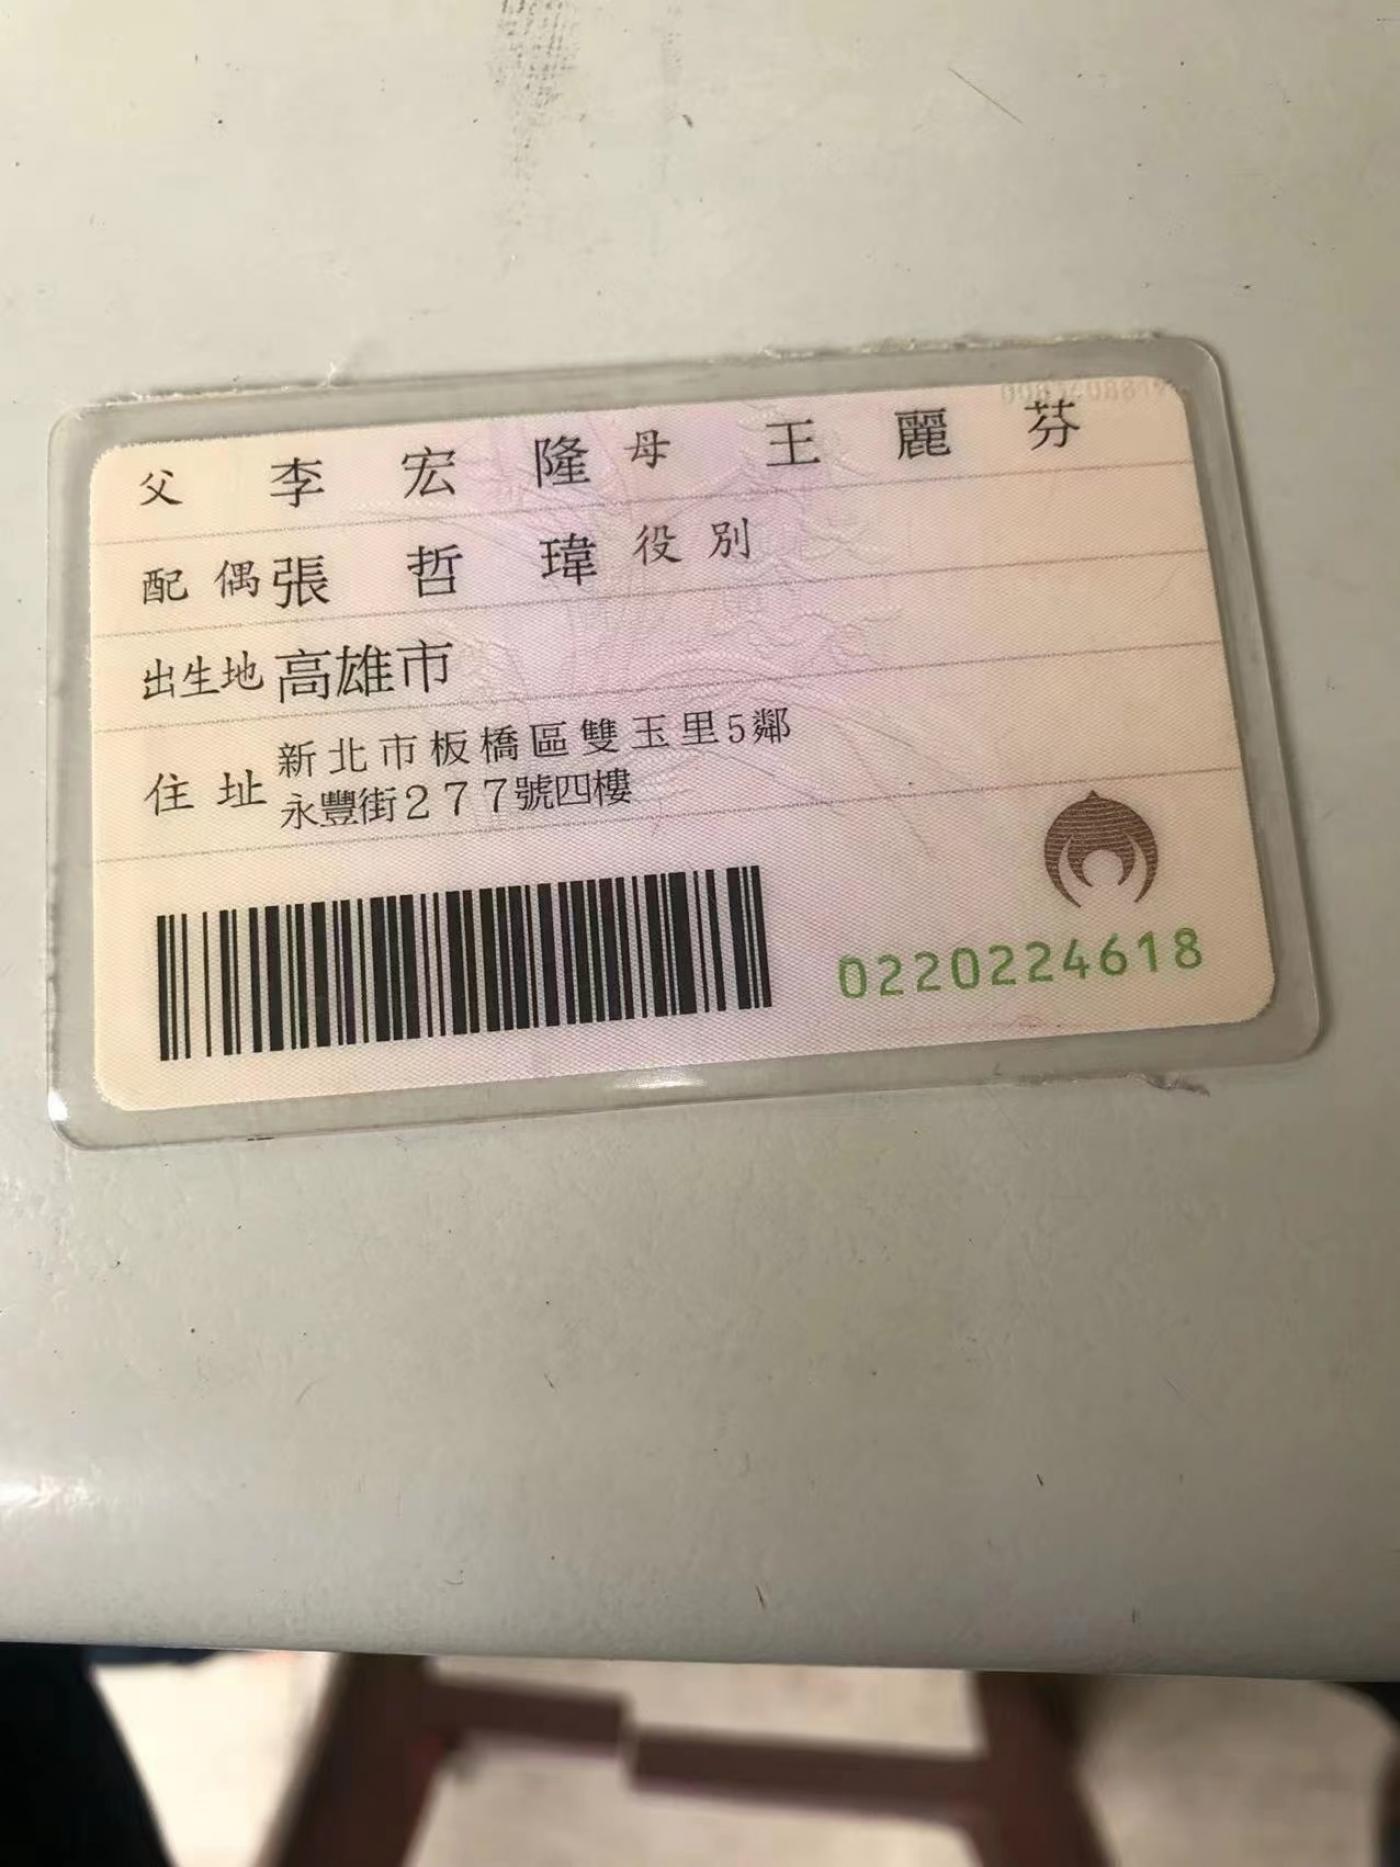 父 李宏隆 母 王麗芬
配偶 張哲瑋 役別
出生地 高雄市
住址 新北市板橋區雙玉里5鄰
永豐街277號四樓
0220224618